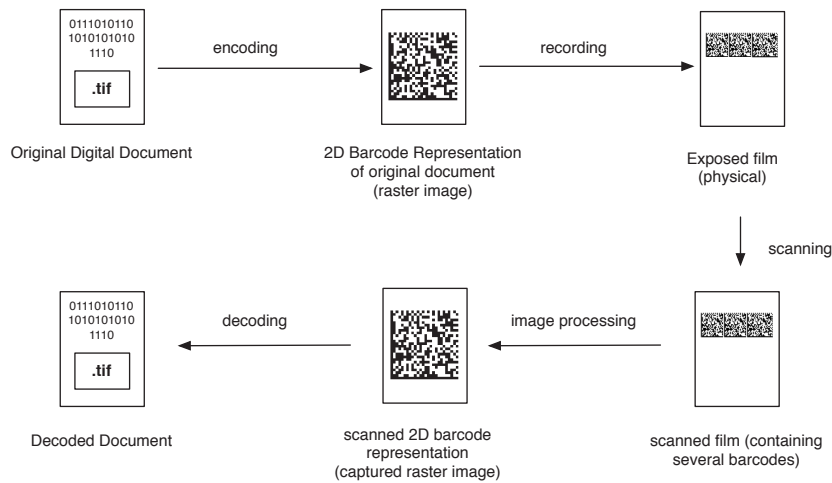 0111010110
1010101010
1110
.tif
Original Digital Document
encoding
2D Barcode Representation
of original document
(raster image)
recording
Exposed film
(physical)
scanning
scanned film (containing
several barcodes)
image processing
scanned 2D barcode
representation
(captured raster image)
decoding
0111010110
1010101010
1110
.tif
Decoded Document